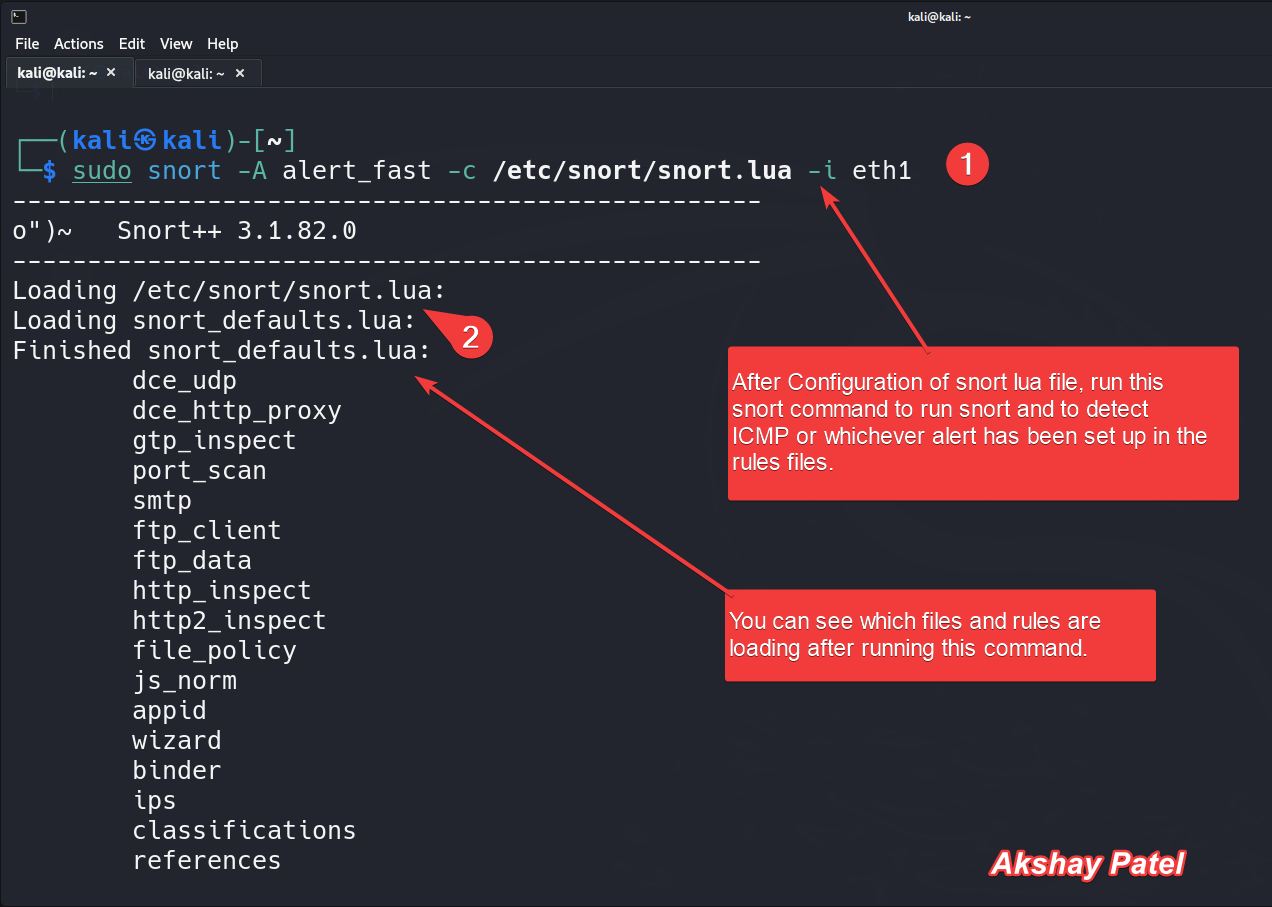 kali@kali: ~
File Actions Edit View Help
kali@kali: ~ × kali@kali: ~ ×
┌──(kali㉿kali)-[~]
└─$ sudo snort -A alert_fast -c /etc/snort/snort.lua -i eth1
1
--------------------------------------------------
o")~   Snort++ 3.1.82.0
--------------------------------------------------
Loading /etc/snort/snort.lua:
Loading snort_defaults.lua:
2
Finished snort_defaults.lua:
dce_udp
dce_http_proxy
gtp_inspect
port_scan
smtp
ftp_client
ftp_data
http_inspect
http2_inspect
file_policy
js_norm
appid
wizard
binder
ips
classifications
references
After Configuration of snort lua file, run this
snort command to run snort and to detect
ICMP or whichever alert has been set up in the
rules files.
You can see which files and rules are
loading after running this command.
Akshay Patel